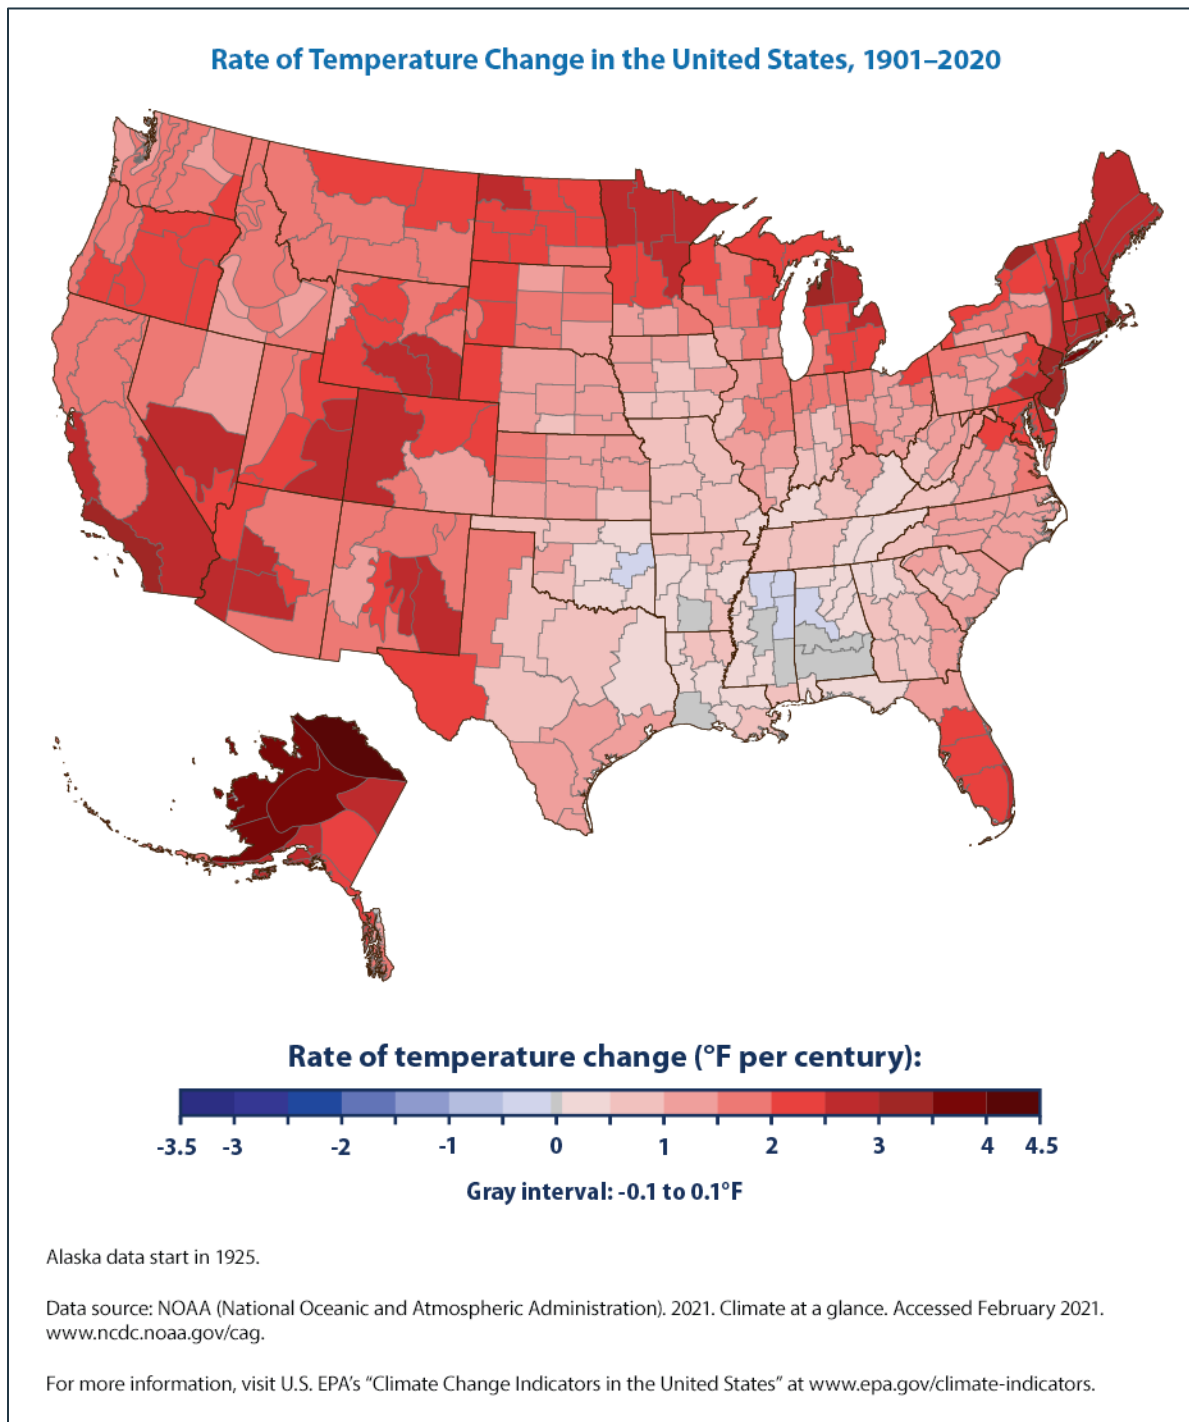 Rate of Temperature Change in the United States, 1901–2020
Rate of temperature change (°F per century):
-3.5 -3 -2 -1 0 1 2 3 4 4.5
Gray interval: -0.1 to 0.1°F
Alaska data start in 1925.
Data source: NOAA (National Oceanic and Atmospheric Administration). 2021. Climate at a glance. Accessed February 2021.
www.ncdc.noaa.gov/cag.
For more information, visit U.S. EPA’s “Climate Change Indicators in the United States” at www.epa.gov/climate-indicators.